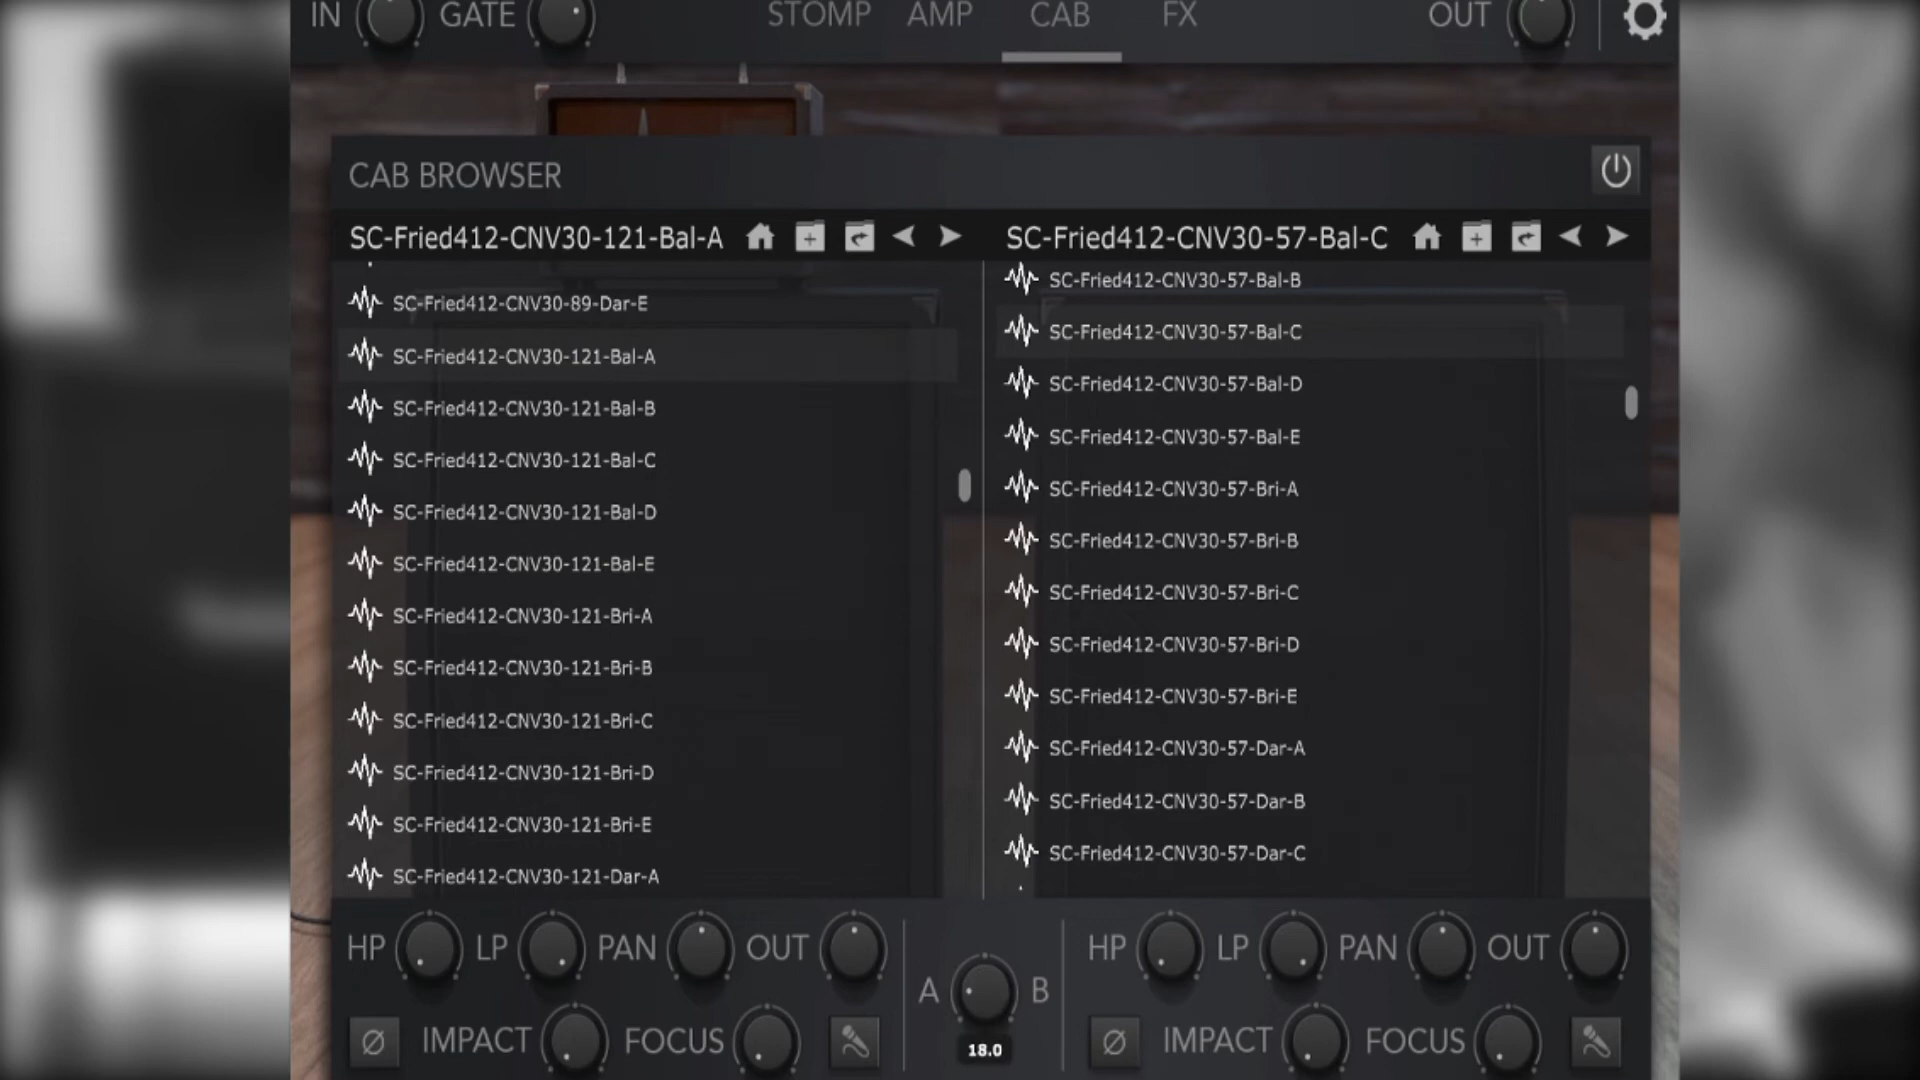 IN GATE STOMP AMP CAB FX OUT
CAB BROWSER
SC-Fried412-CNV30-121-Bal-A
SC-Fried412-CNV30-89-Dar-E
SC-Fried412-CNV30-121-Bal-A
SC-Fried412-CNV30-121-Bal-B
SC-Fried412-CNV30-121-Bal-C
SC-Fried412-CNV30-121-Bal-D
SC-Fried412-CNV30-121-Bal-E
SC-Fried412-CNV30-121-Bri-A
SC-Fried412-CNV30-121-Bri-B
SC-Fried412-CNV30-121-Bri-C
SC-Fried412-CNV30-121-Bri-D
SC-Fried412-CNV30-121-Bri-E
SC-Fried412-CNV30-121-Dar-A
SC-Fried412-CNV30-57-Bal-C
SC-Fried412-CNV30-57-Bal-B
SC-Fried412-CNV30-57-Bal-C
SC-Fried412-CNV30-57-Bal-D
SC-Fried412-CNV30-57-Bal-E
SC-Fried412-CNV30-57-Bri-A
SC-Fried412-CNV30-57-Bri-B
SC-Fried412-CNV30-57-Bri-C
SC-Fried412-CNV30-57-Bri-D
SC-Fried412-CNV30-57-Bri-E
SC-Fried412-CNV30-57-Dar-A
SC-Fried412-CNV30-57-Dar-B
SC-Fried412-CNV30-57-Dar-C
HP LP PAN OUT
Ø IMPACT FOCUS
A B
18.0
HP LP PAN OUT
Ø IMPACT FOCUS